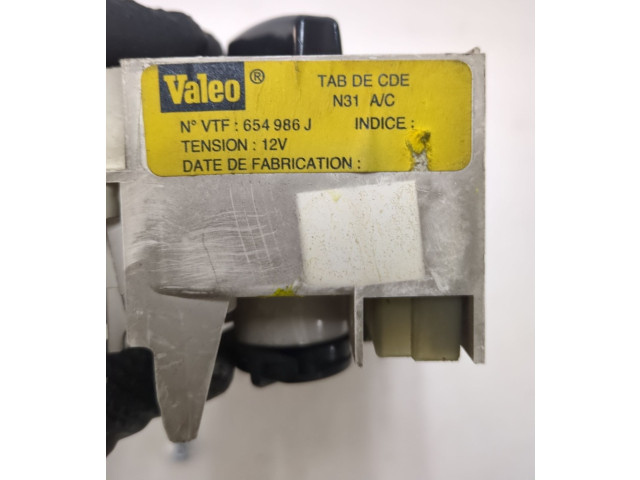 Valeo ® TAB DE CDE
N31 A/C
N° VTF : 654 986 J INDICE :
TENSION : 12V
DATE DE FABRICATION :